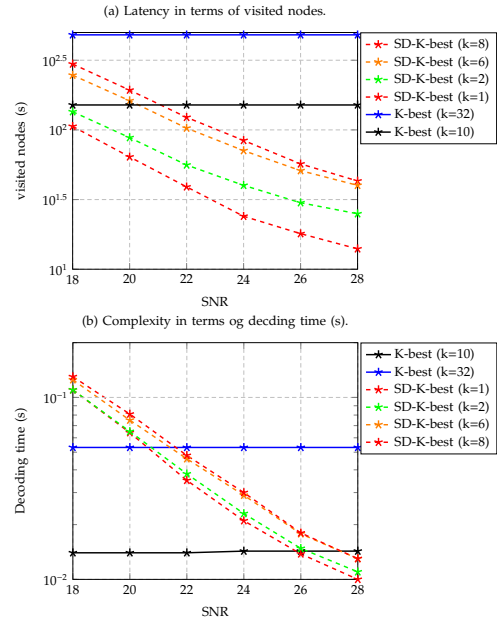 (a) Latency in terms of visited nodes.
10^2.5
10^2
10^1.5
10^1
visited nodes (s)
18 20 22 24 26 28
SNR
SD-K-best (k=8)
SD-K-best (k=6)
SD-K-best (k=2)
SD-K-best (k=1)
K-best (k=32)
K-best (k=10)
(b) Complexity in terms og decding time (s).
10^−1
10^−2
Decoding time (s)
18 20 22 24 26 28
SNR
K-best (k=10)
K-best (k=32)
SD-K-best (k=1)
SD-K-best (k=2)
SD-K-best (k=6)
SD-K-best (k=8)